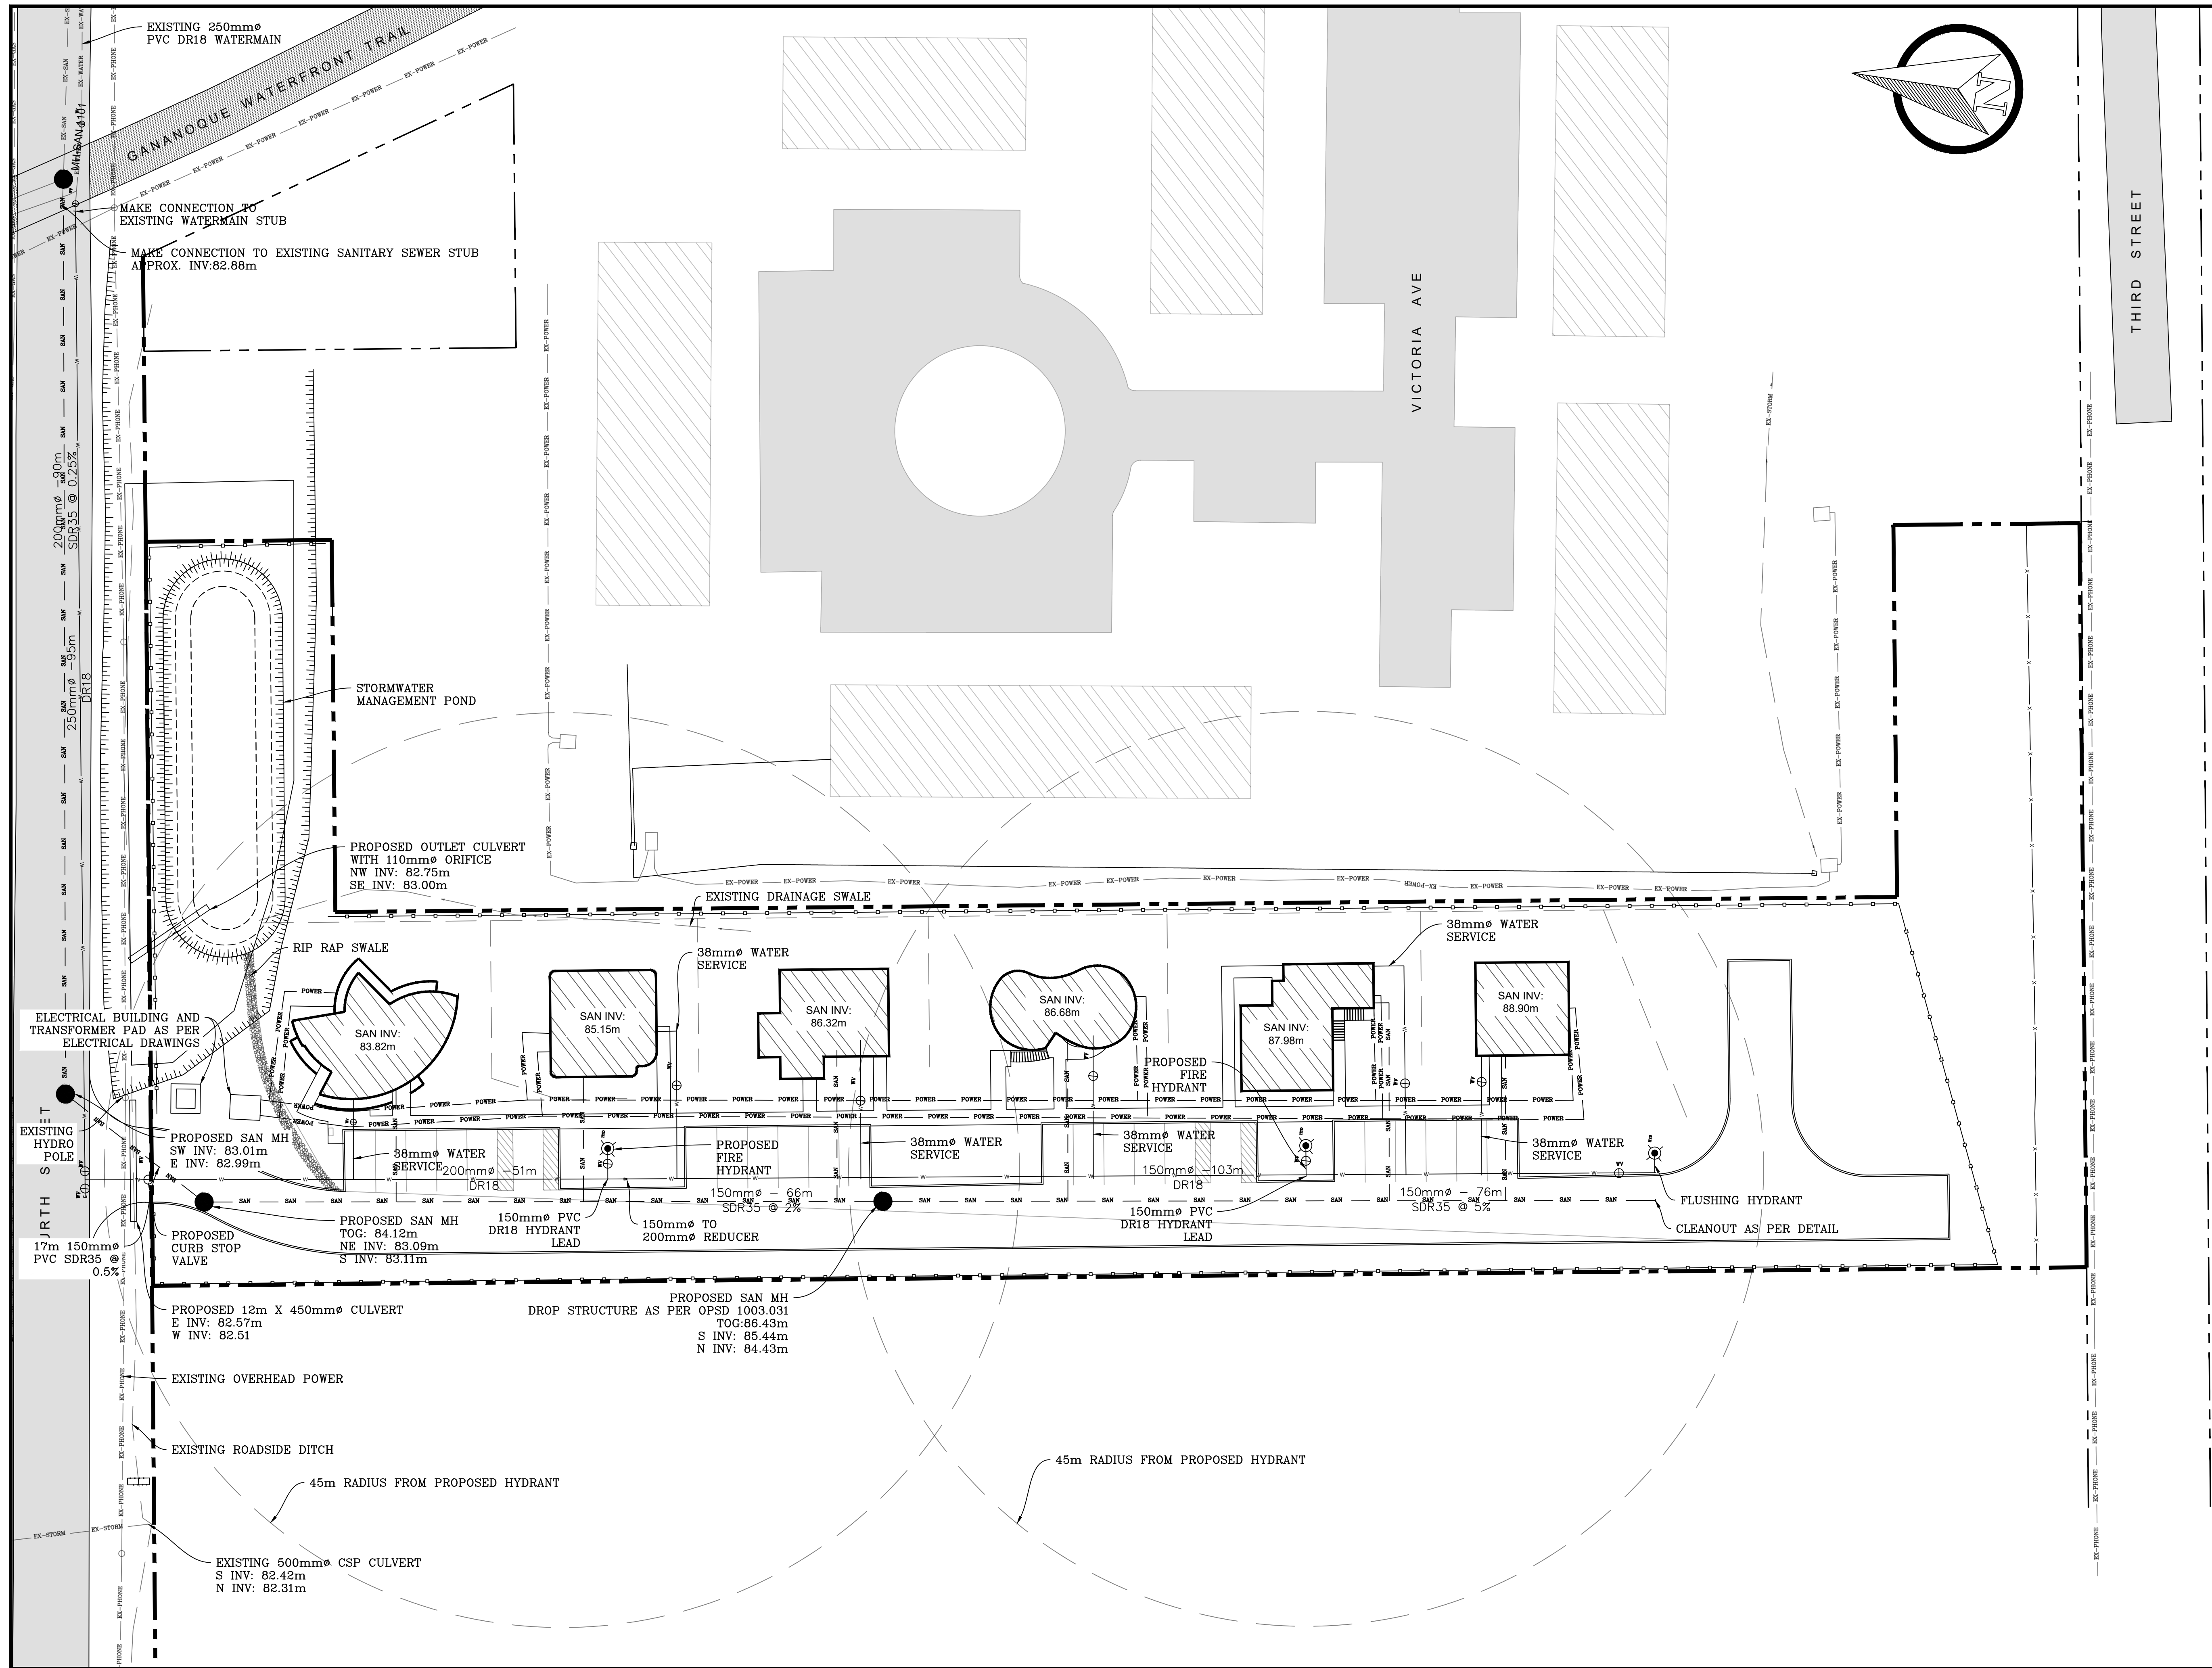 EXISTING 250mmø
PVC DR18 WATERMAIN
GANANOQUE WATERFRONT TRAIL
MAKE CONNECTION TO
EXISTING WATERMAIN STUB
MAKE CONNECTION TO EXISTING SANITARY SEWER STUB
APPROX. INV:82.88m
N
VICTORIA AVE
THIRD STREET
200mmø -90m
SDR35 @ 0.25%
250mmø -95m
DR18
STORMWATER
MANAGEMENT POND
PROPOSED OUTLET CULVERT
WITH 110mmø ORIFICE
NW INV: 82.75m
SE INV: 83.00m
EXISTING DRAINAGE SWALE
RIP RAP SWALE
38mmø WATER
SERVICE
38mmø WATER
SERVICE
ELECTRICAL BUILDING AND
TRANSFORMER PAD AS PER
ELECTRICAL DRAWINGS
SAN INV:
83.82m
SAN INV:
85.15m
SAN INV:
86.32m
SAN INV:
86.68m
SAN INV:
87.98m
SAN INV:
88.90m
PROPOSED
FIRE
HYDRANT
EXISTING
HYDRO
POLE
PROPOSED SAN MH
SW INV: 83.01m
E INV: 82.99m
38mmø WATER
SERVICE
200mmø -51m
DR18
PROPOSED
FIRE
HYDRANT
38mmø WATER
SERVICE
38mmø WATER
SERVICE
150mmø -103m
DR18
38mmø WATER
SERVICE
150mmø - 66m
SDR35 @ 2%
150mmø - 76m
SDR35 @ 5%
FLUSHING HYDRANT
CLEANOUT AS PER DETAIL
17m 150mmø
PVC SDR35 @
0.5%
PROPOSED
CURB STOP
VALVE
PROPOSED SAN MH
TOG: 84.12m
NE INV: 83.09m
S INV: 83.11m
150mmø PVC
DR18 HYDRANT
LEAD
150mmø TO
200mmø REDUCER
150mmø PVC
DR18 HYDRANT
LEAD
PROPOSED 12m X 450mmø CULVERT
E INV: 82.57m
W INV: 82.51
PROPOSED SAN MH
DROP STRUCTURE AS PER OPSD 1003.031
TOG:86.43m
S INV: 85.44m
N INV: 84.43m
EXISTING OVERHEAD POWER
EXISTING ROADSIDE DITCH
45m RADIUS FROM PROPOSED HYDRANT
45m RADIUS FROM PROPOSED HYDRANT
EX-STORM
EX-STORM
EXISTING 500mmø CSP CULVERT
S INV: 82.42m
N INV: 82.31m